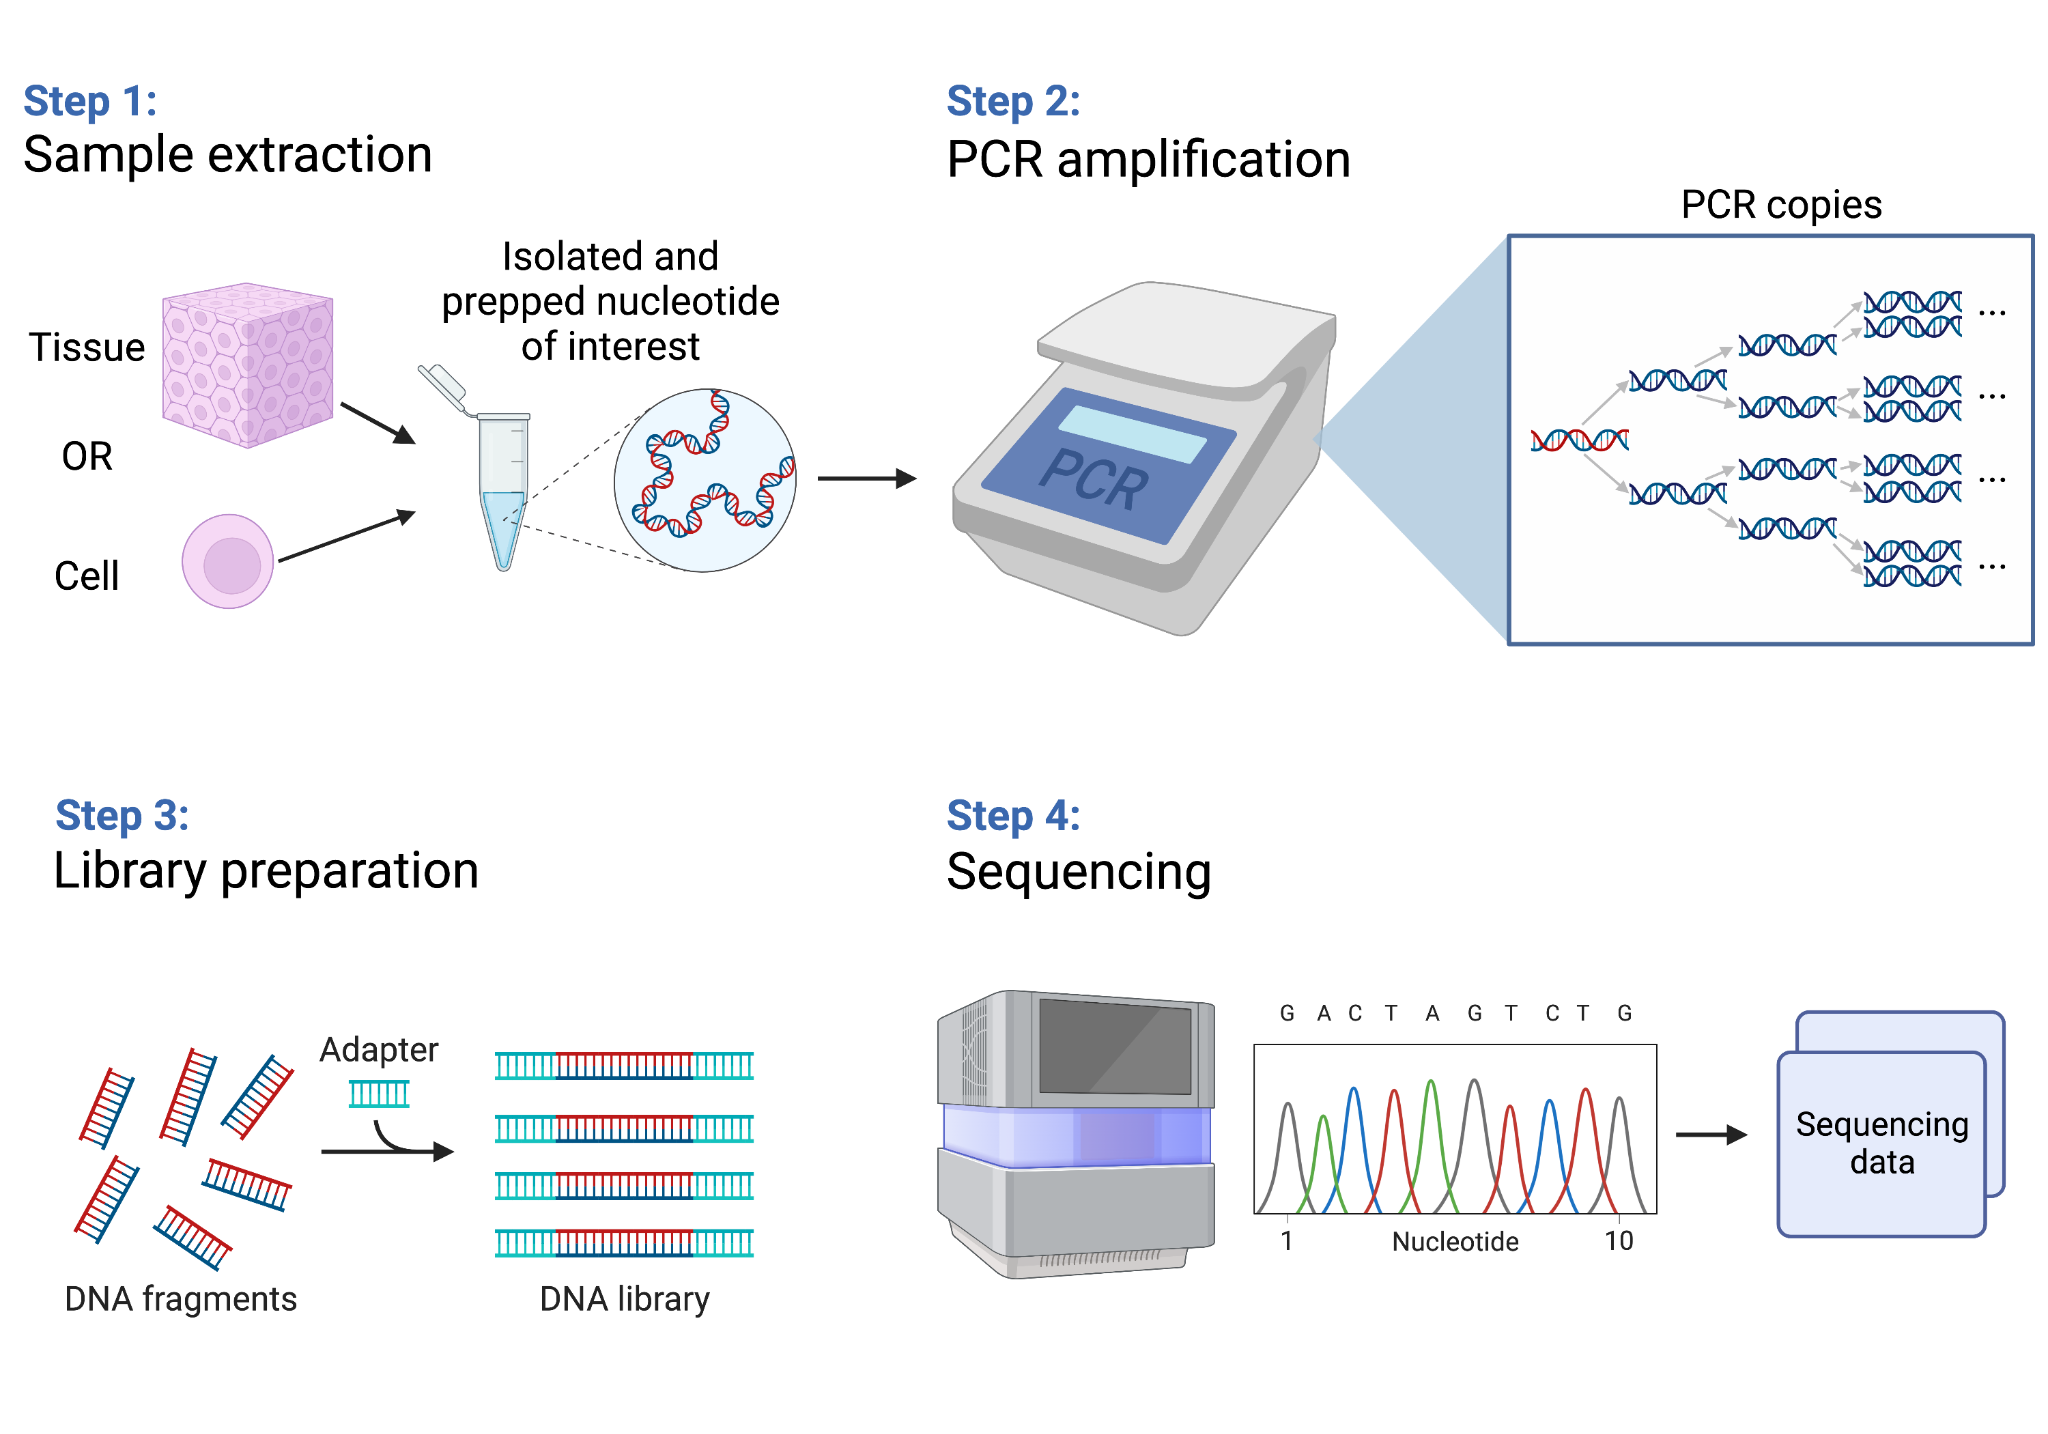 Step 1:
Sample extraction
Tissue
OR
Cell
Isolated and
prepped nucleotide
of interest
Step 2:
PCR amplification
PCR
PCR copies
...
...
...
...
Step 3:
Library preparation
Adapter
DNA fragments
DNA library
Step 4:
Sequencing
G A C T A G T C T G
1 Nucleotide 10
Sequencing
data